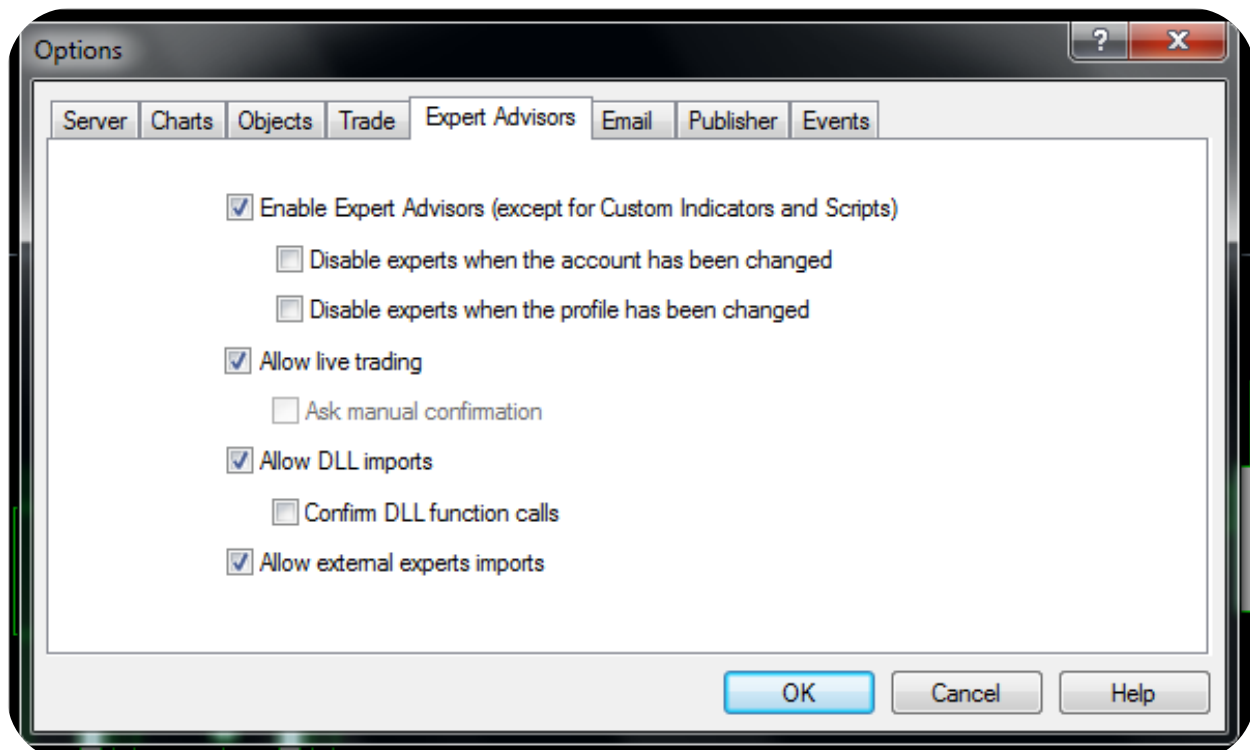 Options
?
X
Server Charts Objects Trade Expert Advisors Email Publisher Events
Enable Expert Advisors (except for Custom Indicators and Scripts)
Disable experts when the account has been changed
Disable experts when the profile has been changed
Allow live trading
Ask manual confirmation
Allow DLL imports
Confirm DLL function calls
Allow external experts imports
OK Cancel Help